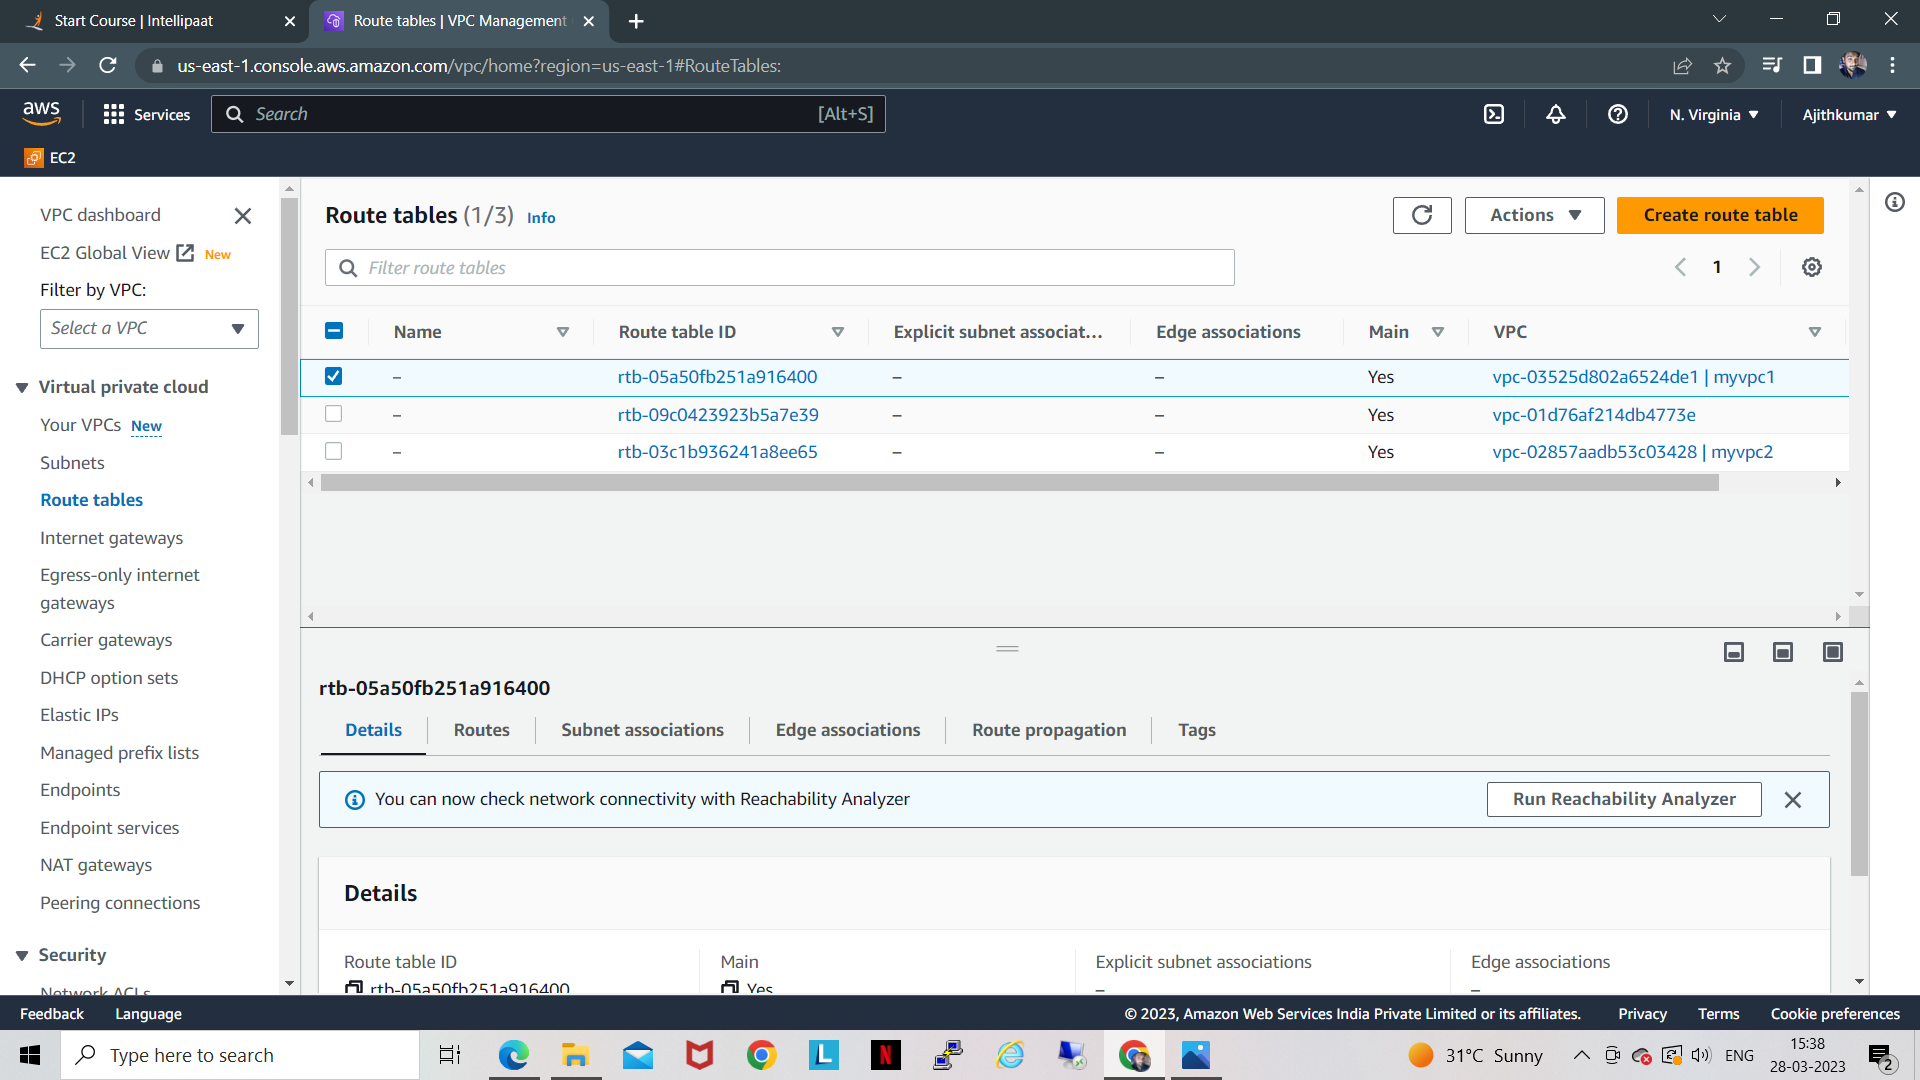 Start Course | Intellipaat
Route tables | VPC Management
us-east-1.console.aws.amazon.com/vpc/home?region=us-east-1#RouteTables:
aws
Services
Search
[Alt+S]
N. Virginia
Ajithkumar
EC2
VPC dashboard
EC2 Global View New
Filter by VPC:
Select a VPC
Virtual private cloud
Your VPCs New
Subnets
Route tables
Internet gateways
Egress-only internet
gateways
Carrier gateways
DHCP option sets
Elastic IPs
Managed prefix lists
Endpoints
Endpoint services
NAT gateways
Peering connections
Security
Network ACLs
Route tables (1/3) Info
Actions
Create route table
Filter route tables
1
Name Route table ID Explicit subnet associat... Edge associations Main VPC
– rtb-05a50fb251a916400 – – Yes vpc-03525d802a6524de1 | myvpc1
– rtb-09c0423923b5a7e39 – – Yes vpc-01d76af214db4773e
– rtb-03c1b936241a8ee65 – – Yes vpc-02857aadb53c03428 | myvpc2
rtb-05a50fb251a916400
Details Routes Subnet associations Edge associations Route propagation Tags
You can now check network connectivity with Reachability Analyzer
Run Reachability Analyzer
Details
Route table ID Main Explicit subnet associations Edge associations
rtb-05a50fb251a916400 Yes – –
Feedback Language © 2023, Amazon Web Services India Private Limited or its affiliates. Privacy Terms Cookie preferences
Type here to search
L
N
31°C Sunny
ENG
15:38
28-03-2023
2